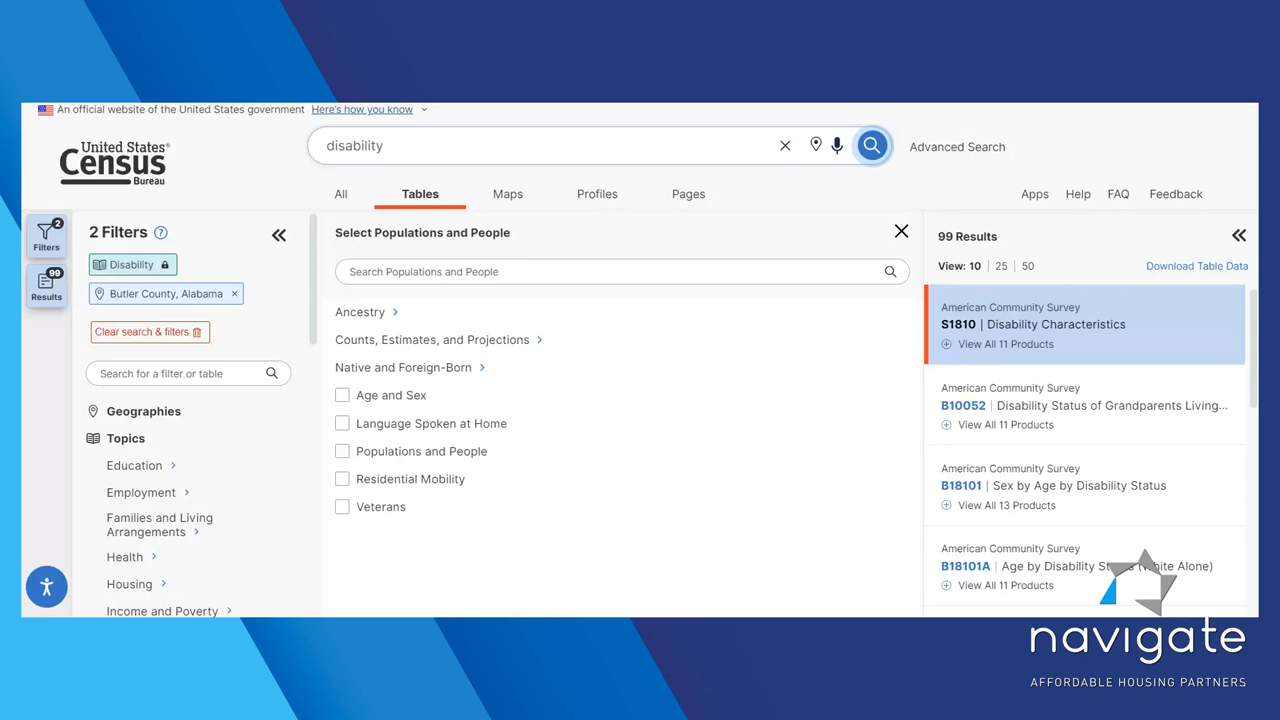 An official website of the United States government Here's how you know
United States
Census
Bureau
disability
Advanced Search
All Tables Maps Profiles Pages
Apps Help FAQ Feedback
2
Filters
99
Results
2 Filters ?
Disability
Butler County, Alabama ×
Clear search & filters
Search for a filter or table
Geographies
Topics
Education
Employment
Families and Living
Arrangements
Health
Housing
Income and Poverty
Select Populations and People
Search Populations and People
Ancestry
Counts, Estimates, and Projections
Native and Foreign-Born
Age and Sex
Language Spoken at Home
Populations and People
Residential Mobility
Veterans
99 Results
View: 10 | 25 | 50 Download Table Data
American Community Survey
S1810 | Disability Characteristics
View All 11 Products
American Community Survey
B10052 | Disability Status of Grandparents Living...
View All 11 Products
American Community Survey
B18101 | Sex by Age by Disability Status
View All 13 Products
American Community Survey
B18101A | Age by Disability (White Alone)
View All 11 Products
navigate
AFFORDABLE HOUSING PARTNERS